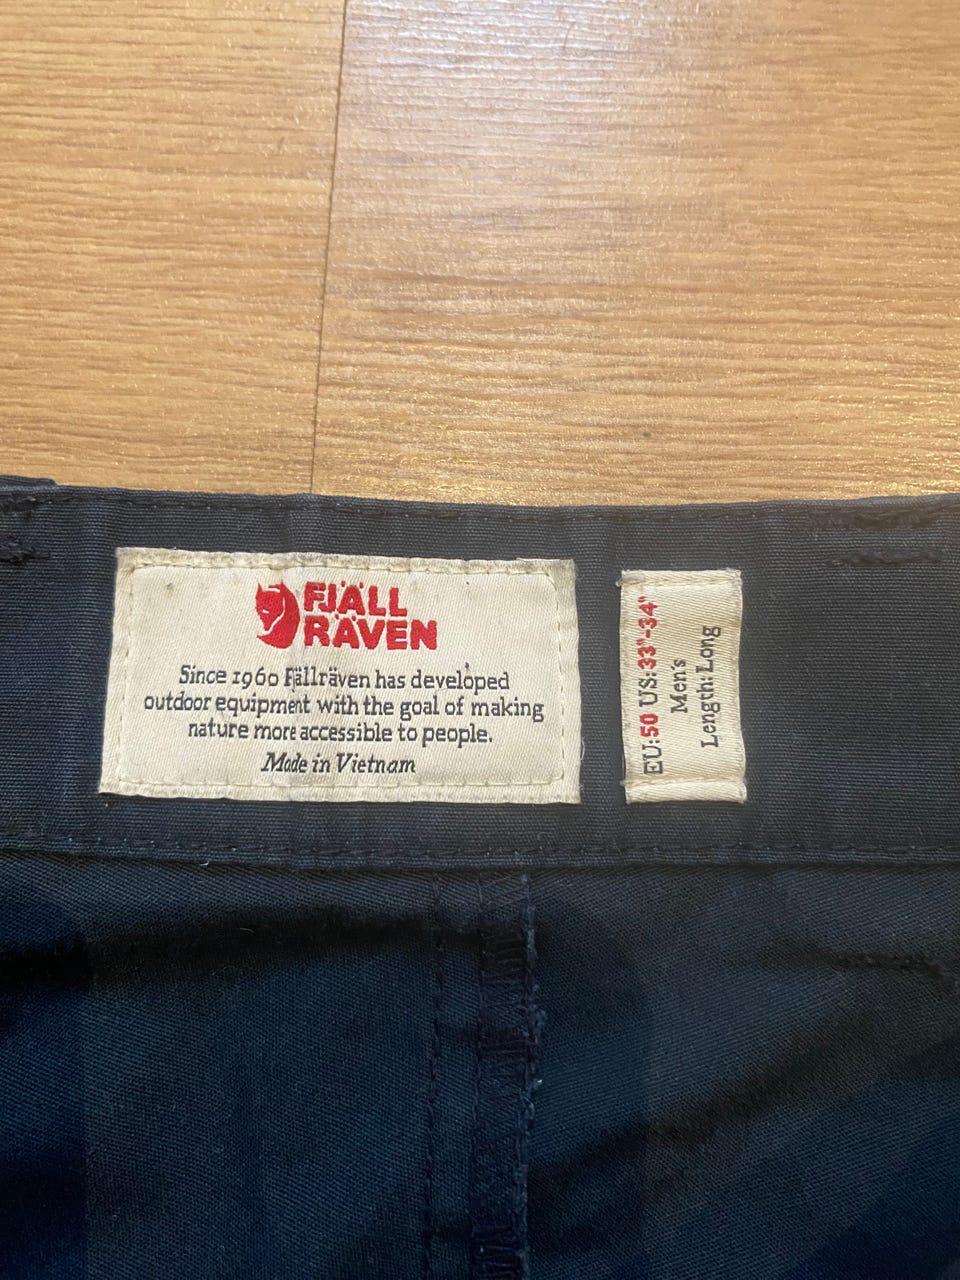 FJÄLL
RÄVEN
Since 1960 Fjällräven has developed
outdoor equipment with the goal of making
nature more accessible to people.
Made in Vietnam
EU:50 US:33"-34"
Men's
Length: Long